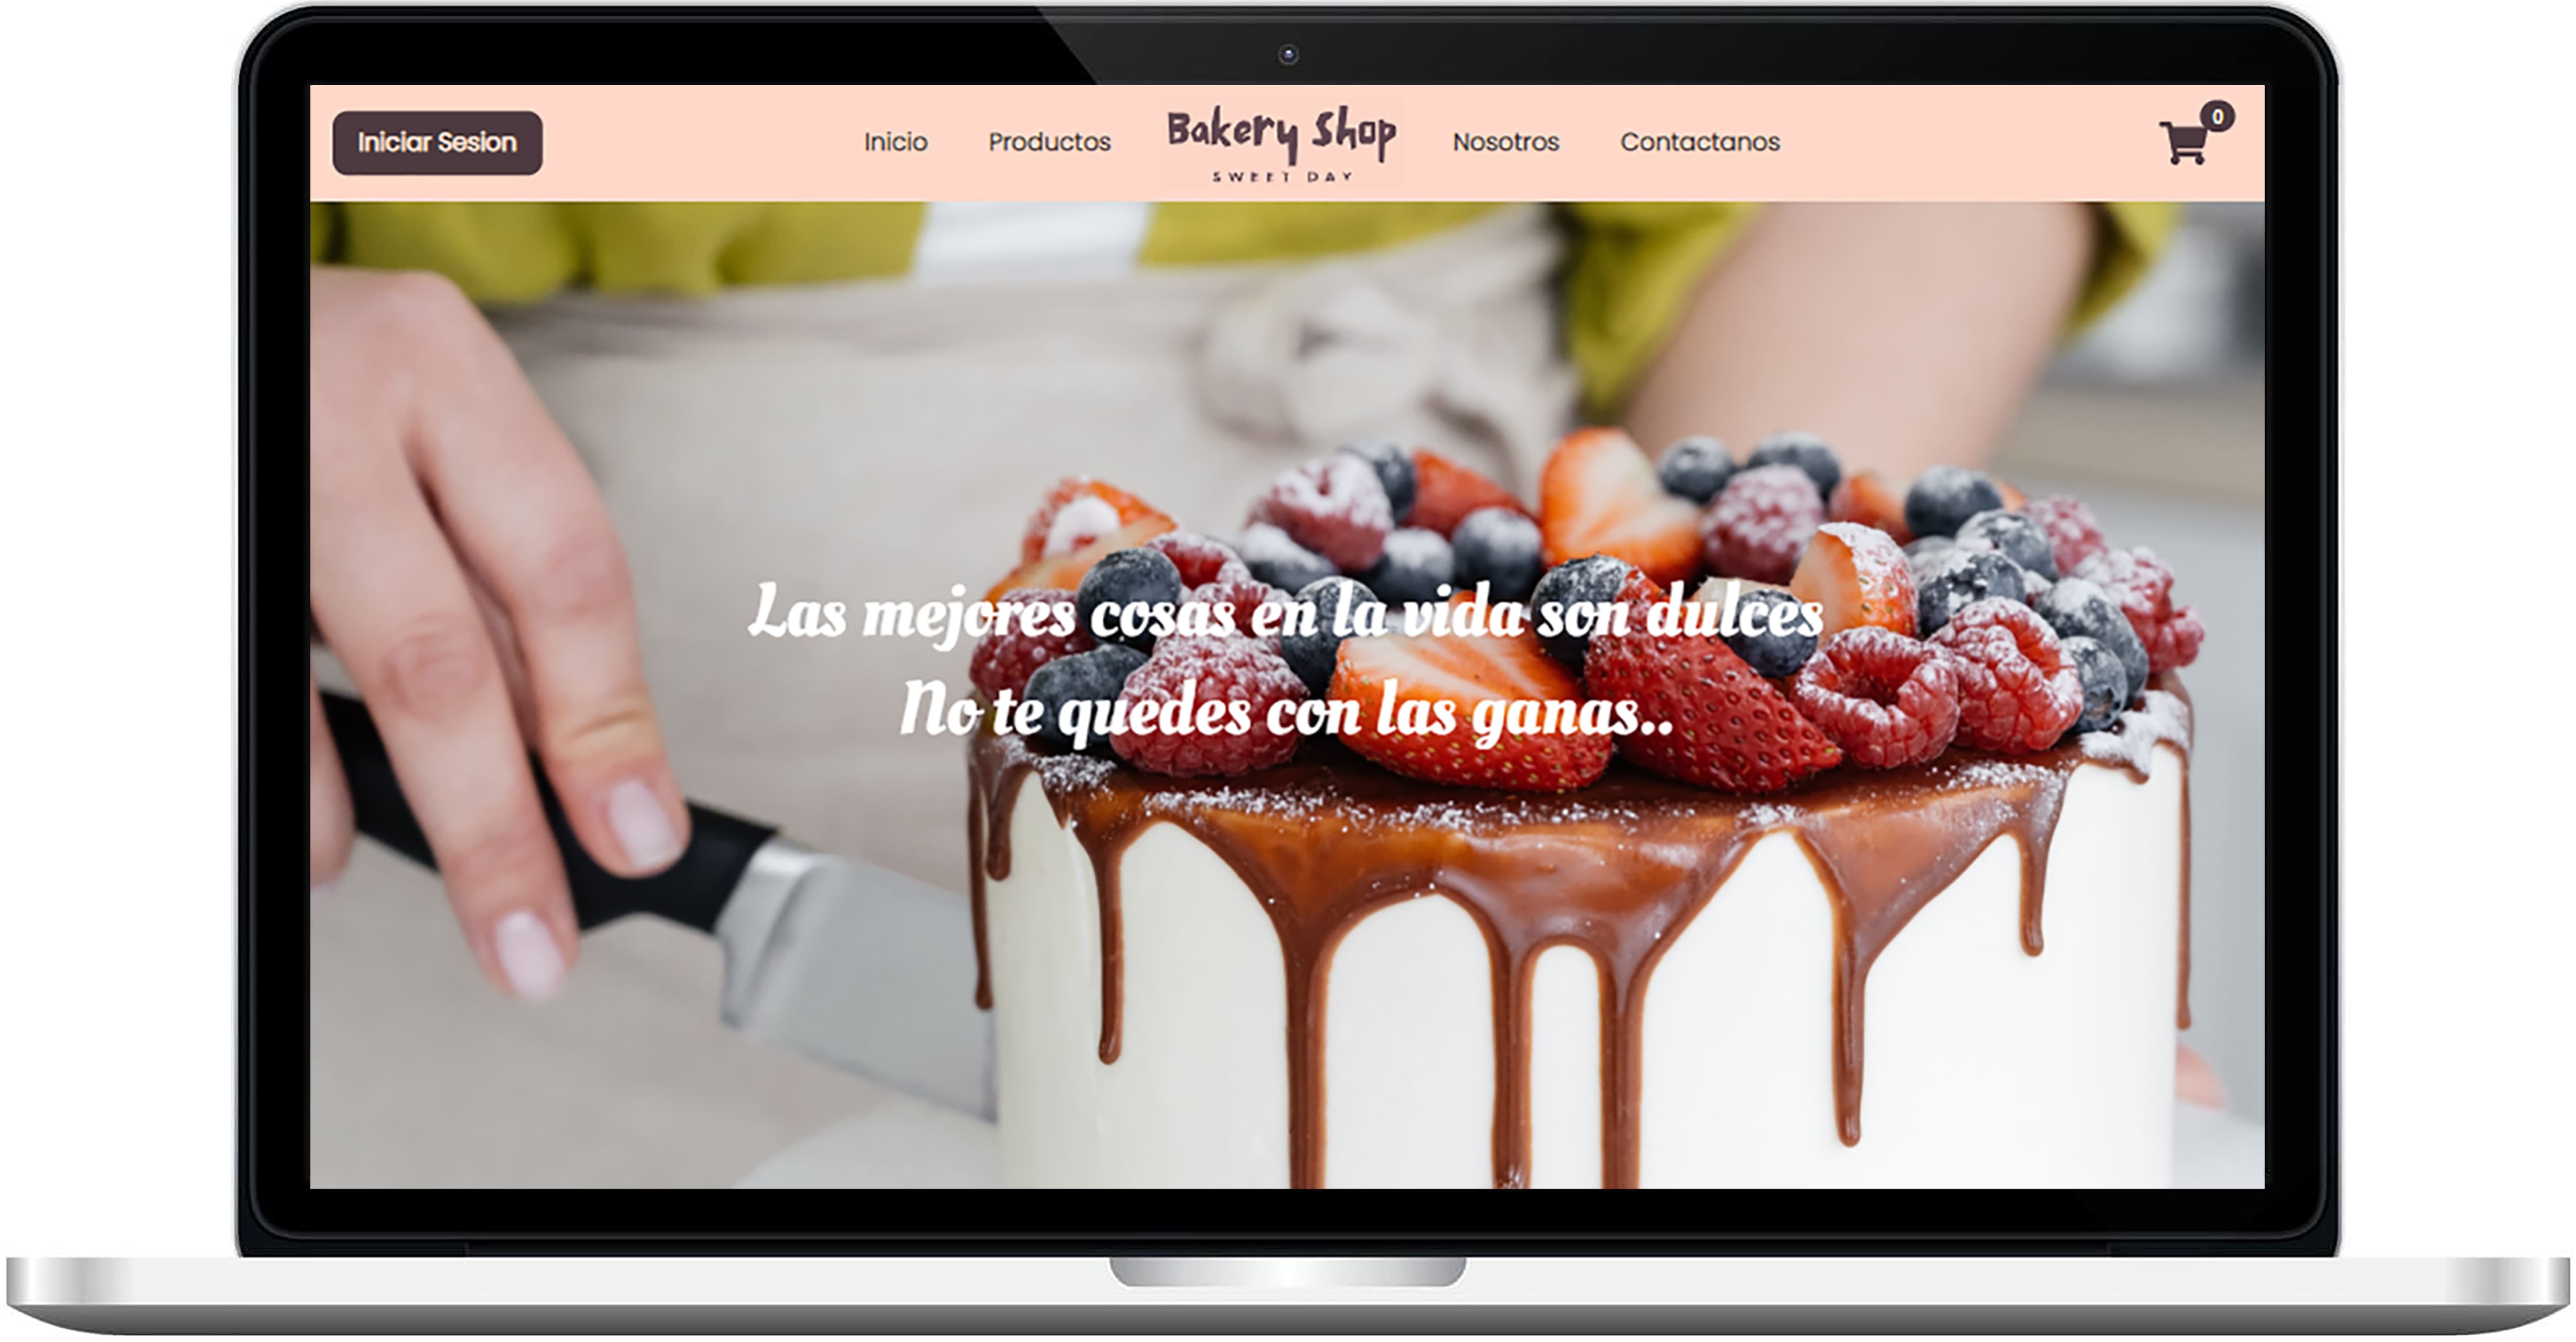 Iniciar Sesion
Inicio
Productos
Bakery Shop
SWEET DAY
Nosotros
Contactanos
0
Las mejores cosas en la vida son dulces
No te quedes con las ganas..